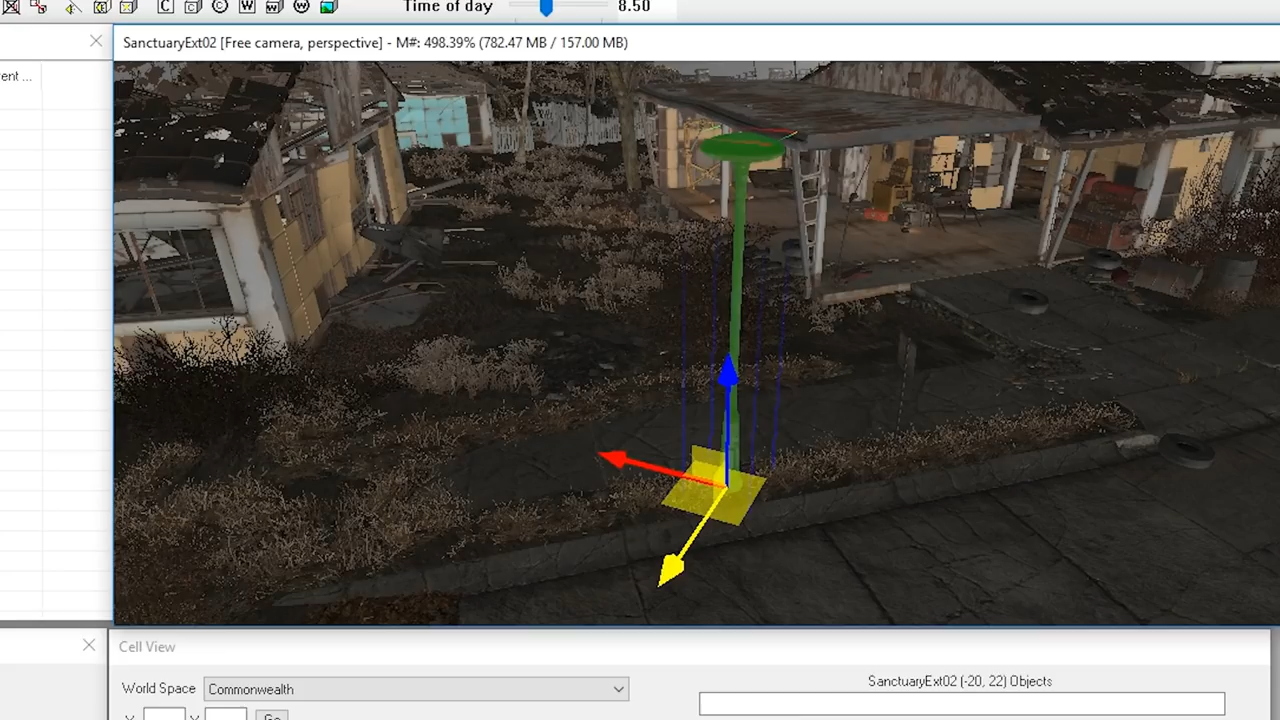 C C C W W W Time of day 8.50
SanctuaryExt02 [Free camera, perspective] - M#: 498.39% (782.47 MB / 157.00 MB)
ent ...
Cell View
World Space Commonwealth
SanctuaryExt02 (-20, 22) Objects
X Y Go